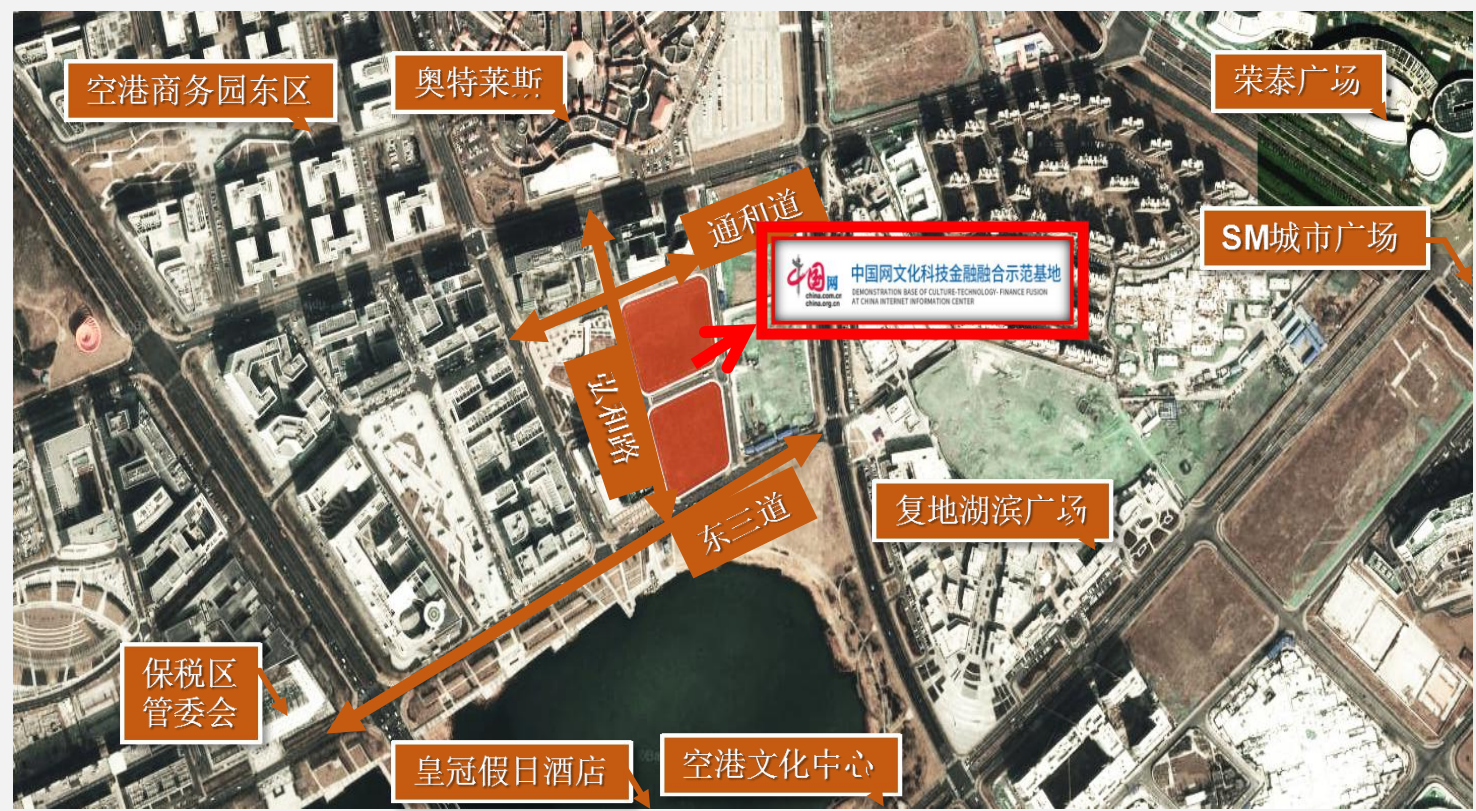 空港商务园东区
奥特莱斯
荣泰广场
通和道
SM城市广场
中国网
china.com.cn
china.org.cn
中国网文化科技金融融合示范基地
DEMONSTRATION BASE OF CULTURE-TECHNOLOGY- FINANCE FUSION
AT CHINA INTERNET INFORMATION CENTER
弘和路
东三道
复地湖滨广场
保税区
管委会
皇冠假日酒店
空港文化中心